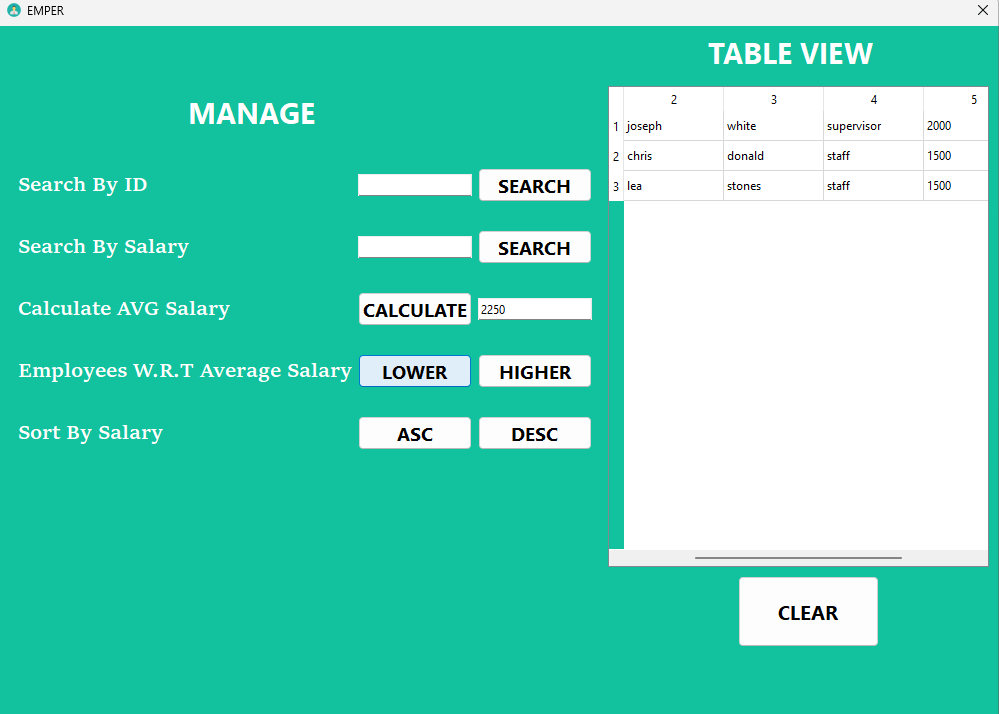 EMPER
MANAGE
Search By ID
SEARCH
Search By Salary
SEARCH
Calculate AVG Salary
CALCULATE
2250
Employees W.R.T Average Salary
LOWER
HIGHER
Sort By Salary
ASC
DESC
TABLE VIEW
2 3 4 5
1 joseph white supervisor 2000
2 chris donald staff 1500
3 lea stones staff 1500
CLEAR